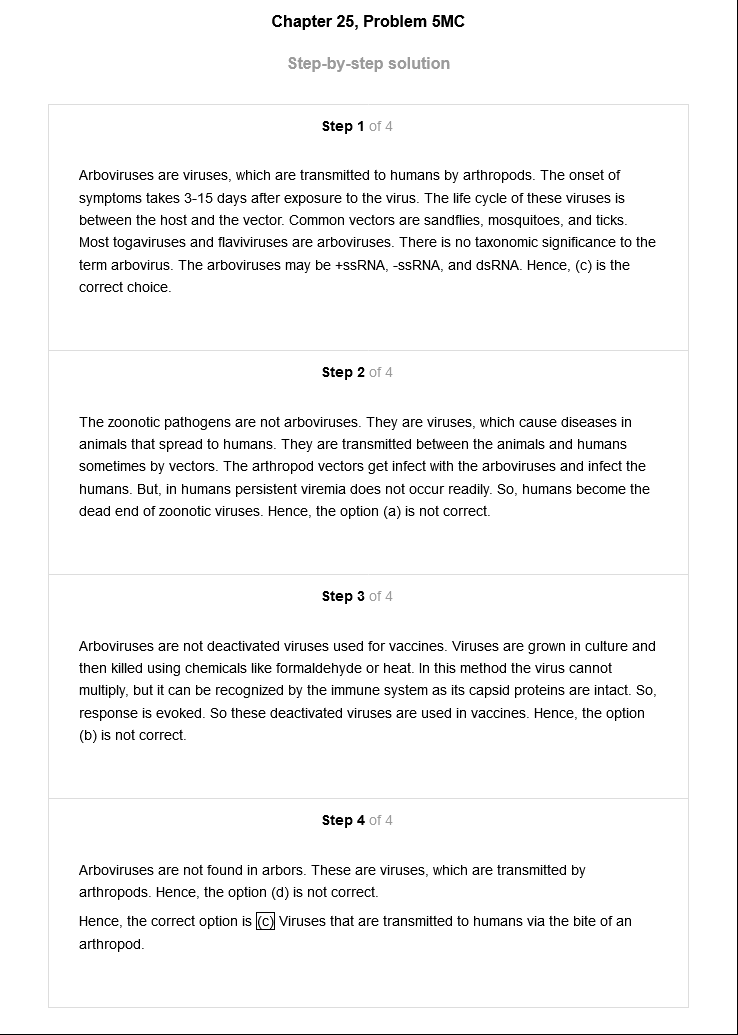 Chapter 25, Problem 5MC
Step-by-step solution
Step 1 of 4
Arboviruses are viruses, which are transmitted to humans by arthropods. The onset of
symptoms takes 3-15 days after exposure to the virus. The life cycle of these viruses is
between the host and the vector. Common vectors are sandflies, mosquitoes, and ticks.
Most togaviruses and flaviviruses are arboviruses. There is no taxonomic significance to the
term arbovirus. The arboviruses may be +ssRNA, -ssRNA, and dsRNA. Hence, (c) is the
correct choice.
Step 2 of 4
The zoonotic pathogens are not arboviruses. They are viruses, which cause diseases in
animals that spread to humans. They are transmitted between the animals and humans
sometimes by vectors. The arthropod vectors get infect with the arboviruses and infect the
humans. But, in humans persistent viremia does not occur readily. So, humans become the
dead end of zoonotic viruses. Hence, the option (a) is not correct.
Step 3 of 4
Arboviruses are not deactivated viruses used for vaccines. Viruses are grown in culture and
then killed using chemicals like formaldehyde or heat. In this method the virus cannot
multiply, but it can be recognized by the immune system as its capsid proteins are intact. So,
response is evoked. So these deactivated viruses are used in vaccines. Hence, the option
(b) is not correct.
Step 4 of 4
Arboviruses are not found in arbors. These are viruses, which are transmitted by
arthropods. Hence, the option (d) is not correct.
Hence, the correct option is (c) Viruses that are transmitted to humans via the bite of an
arthropod.